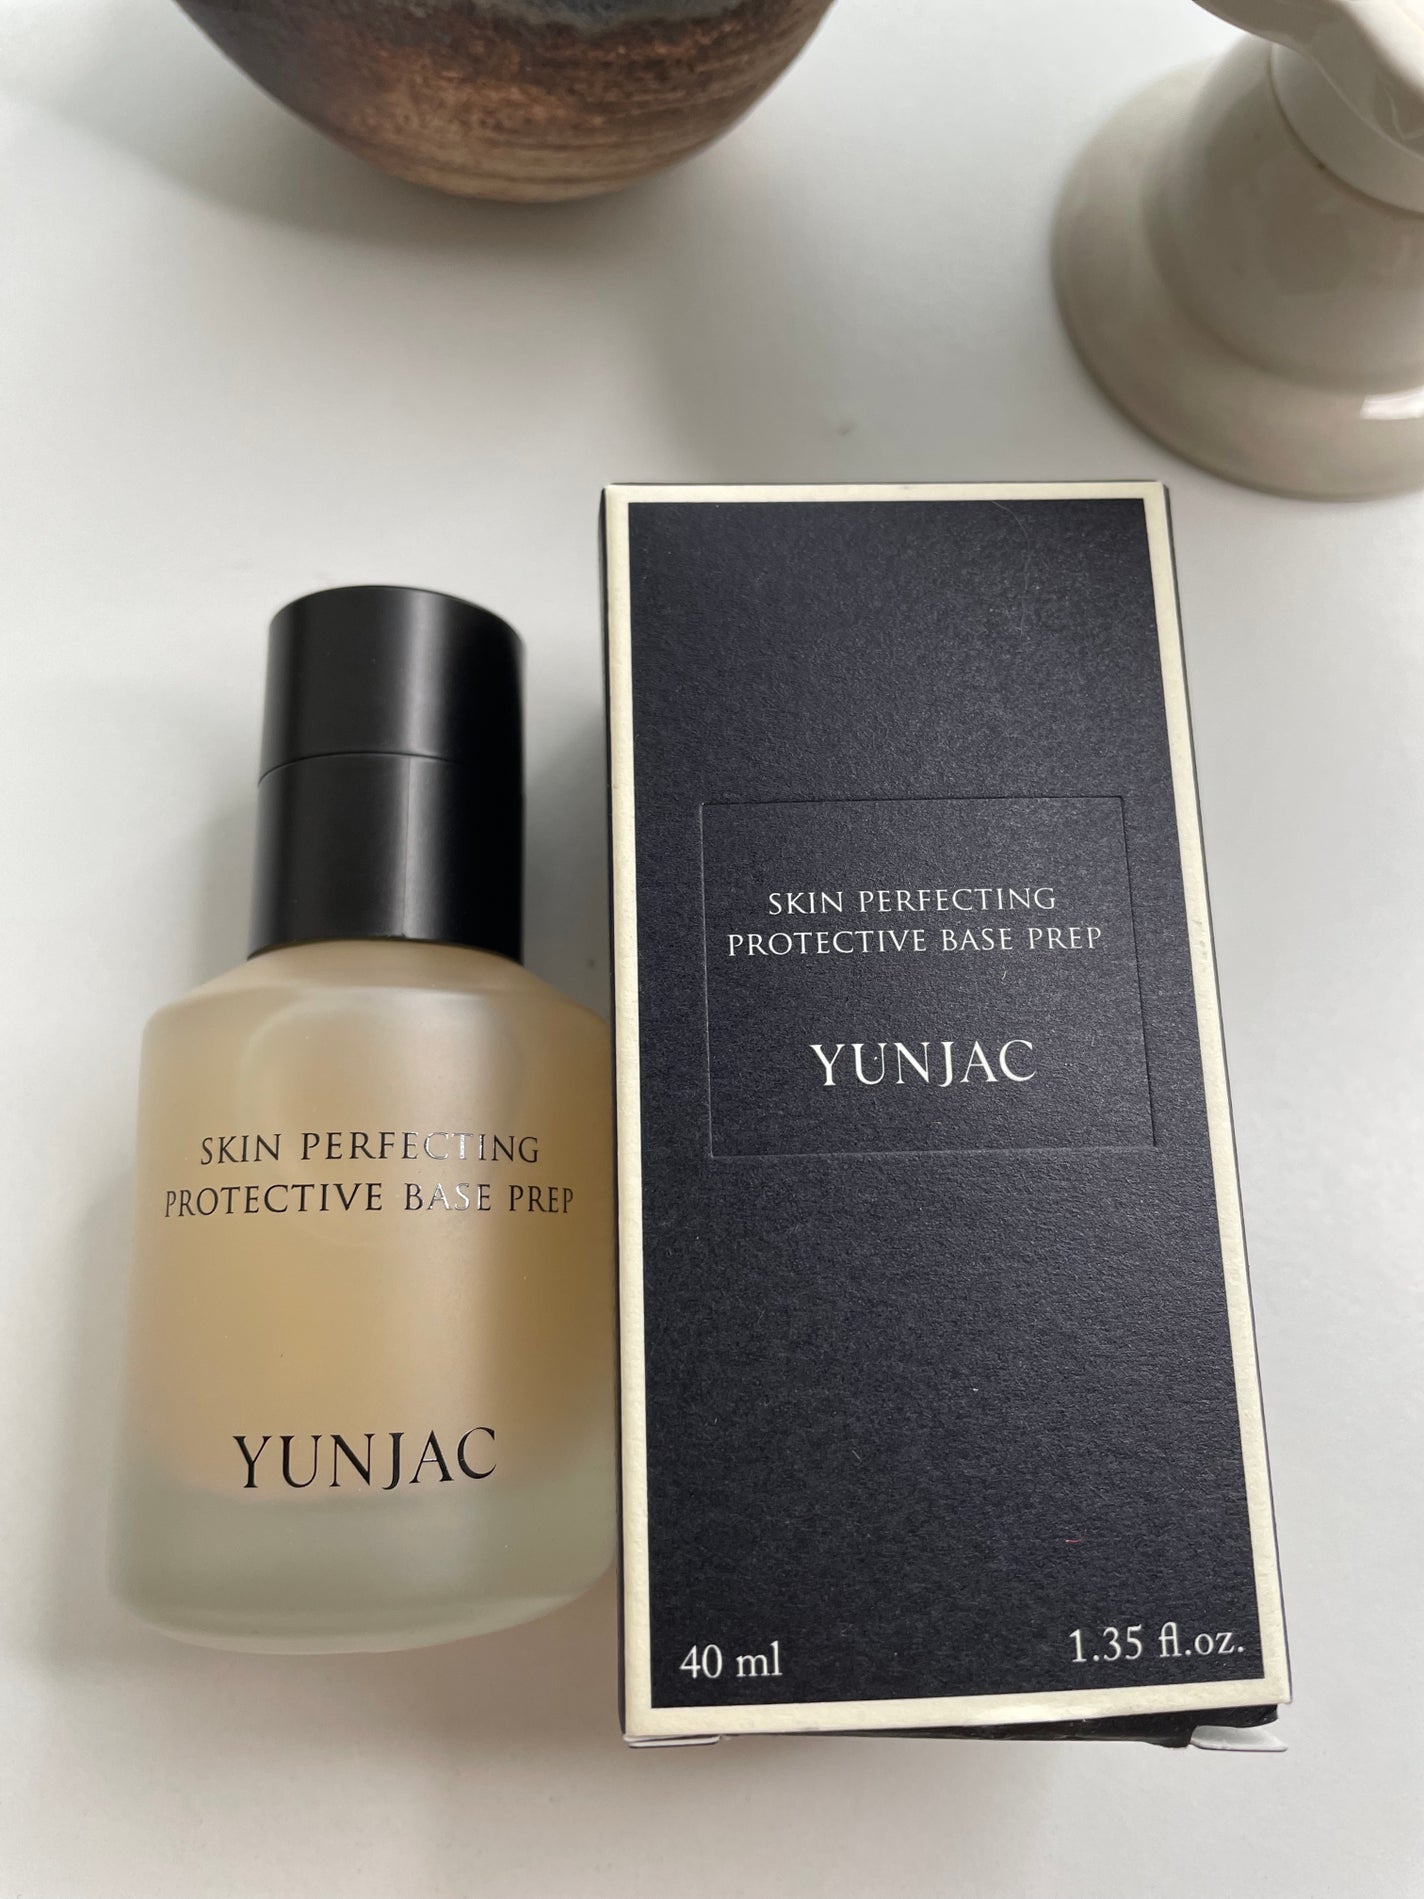 SKIN PERFECTING
PROTECTIVE BASE PREP
YUNJAC
SKIN PERFECTING
PROTECTIVE BASE PREP
YUNJAC
40 ml
1.35 fl.oz.